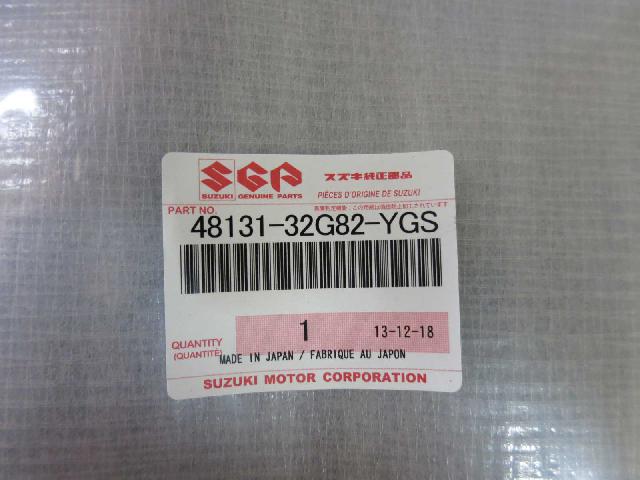 SGP
SUZUKI GENUINE PARTS
スズキ純正部品
PIÈCES D'ORIGINE DE SUZUKI
PART NO.
48131-32G82-YGS
QUANTITY
(QUANTITÉ)
1
13-12-18
MADE IN JAPAN / FABRIQUE AU JAPON
SUZUKI MOTOR CORPORATION